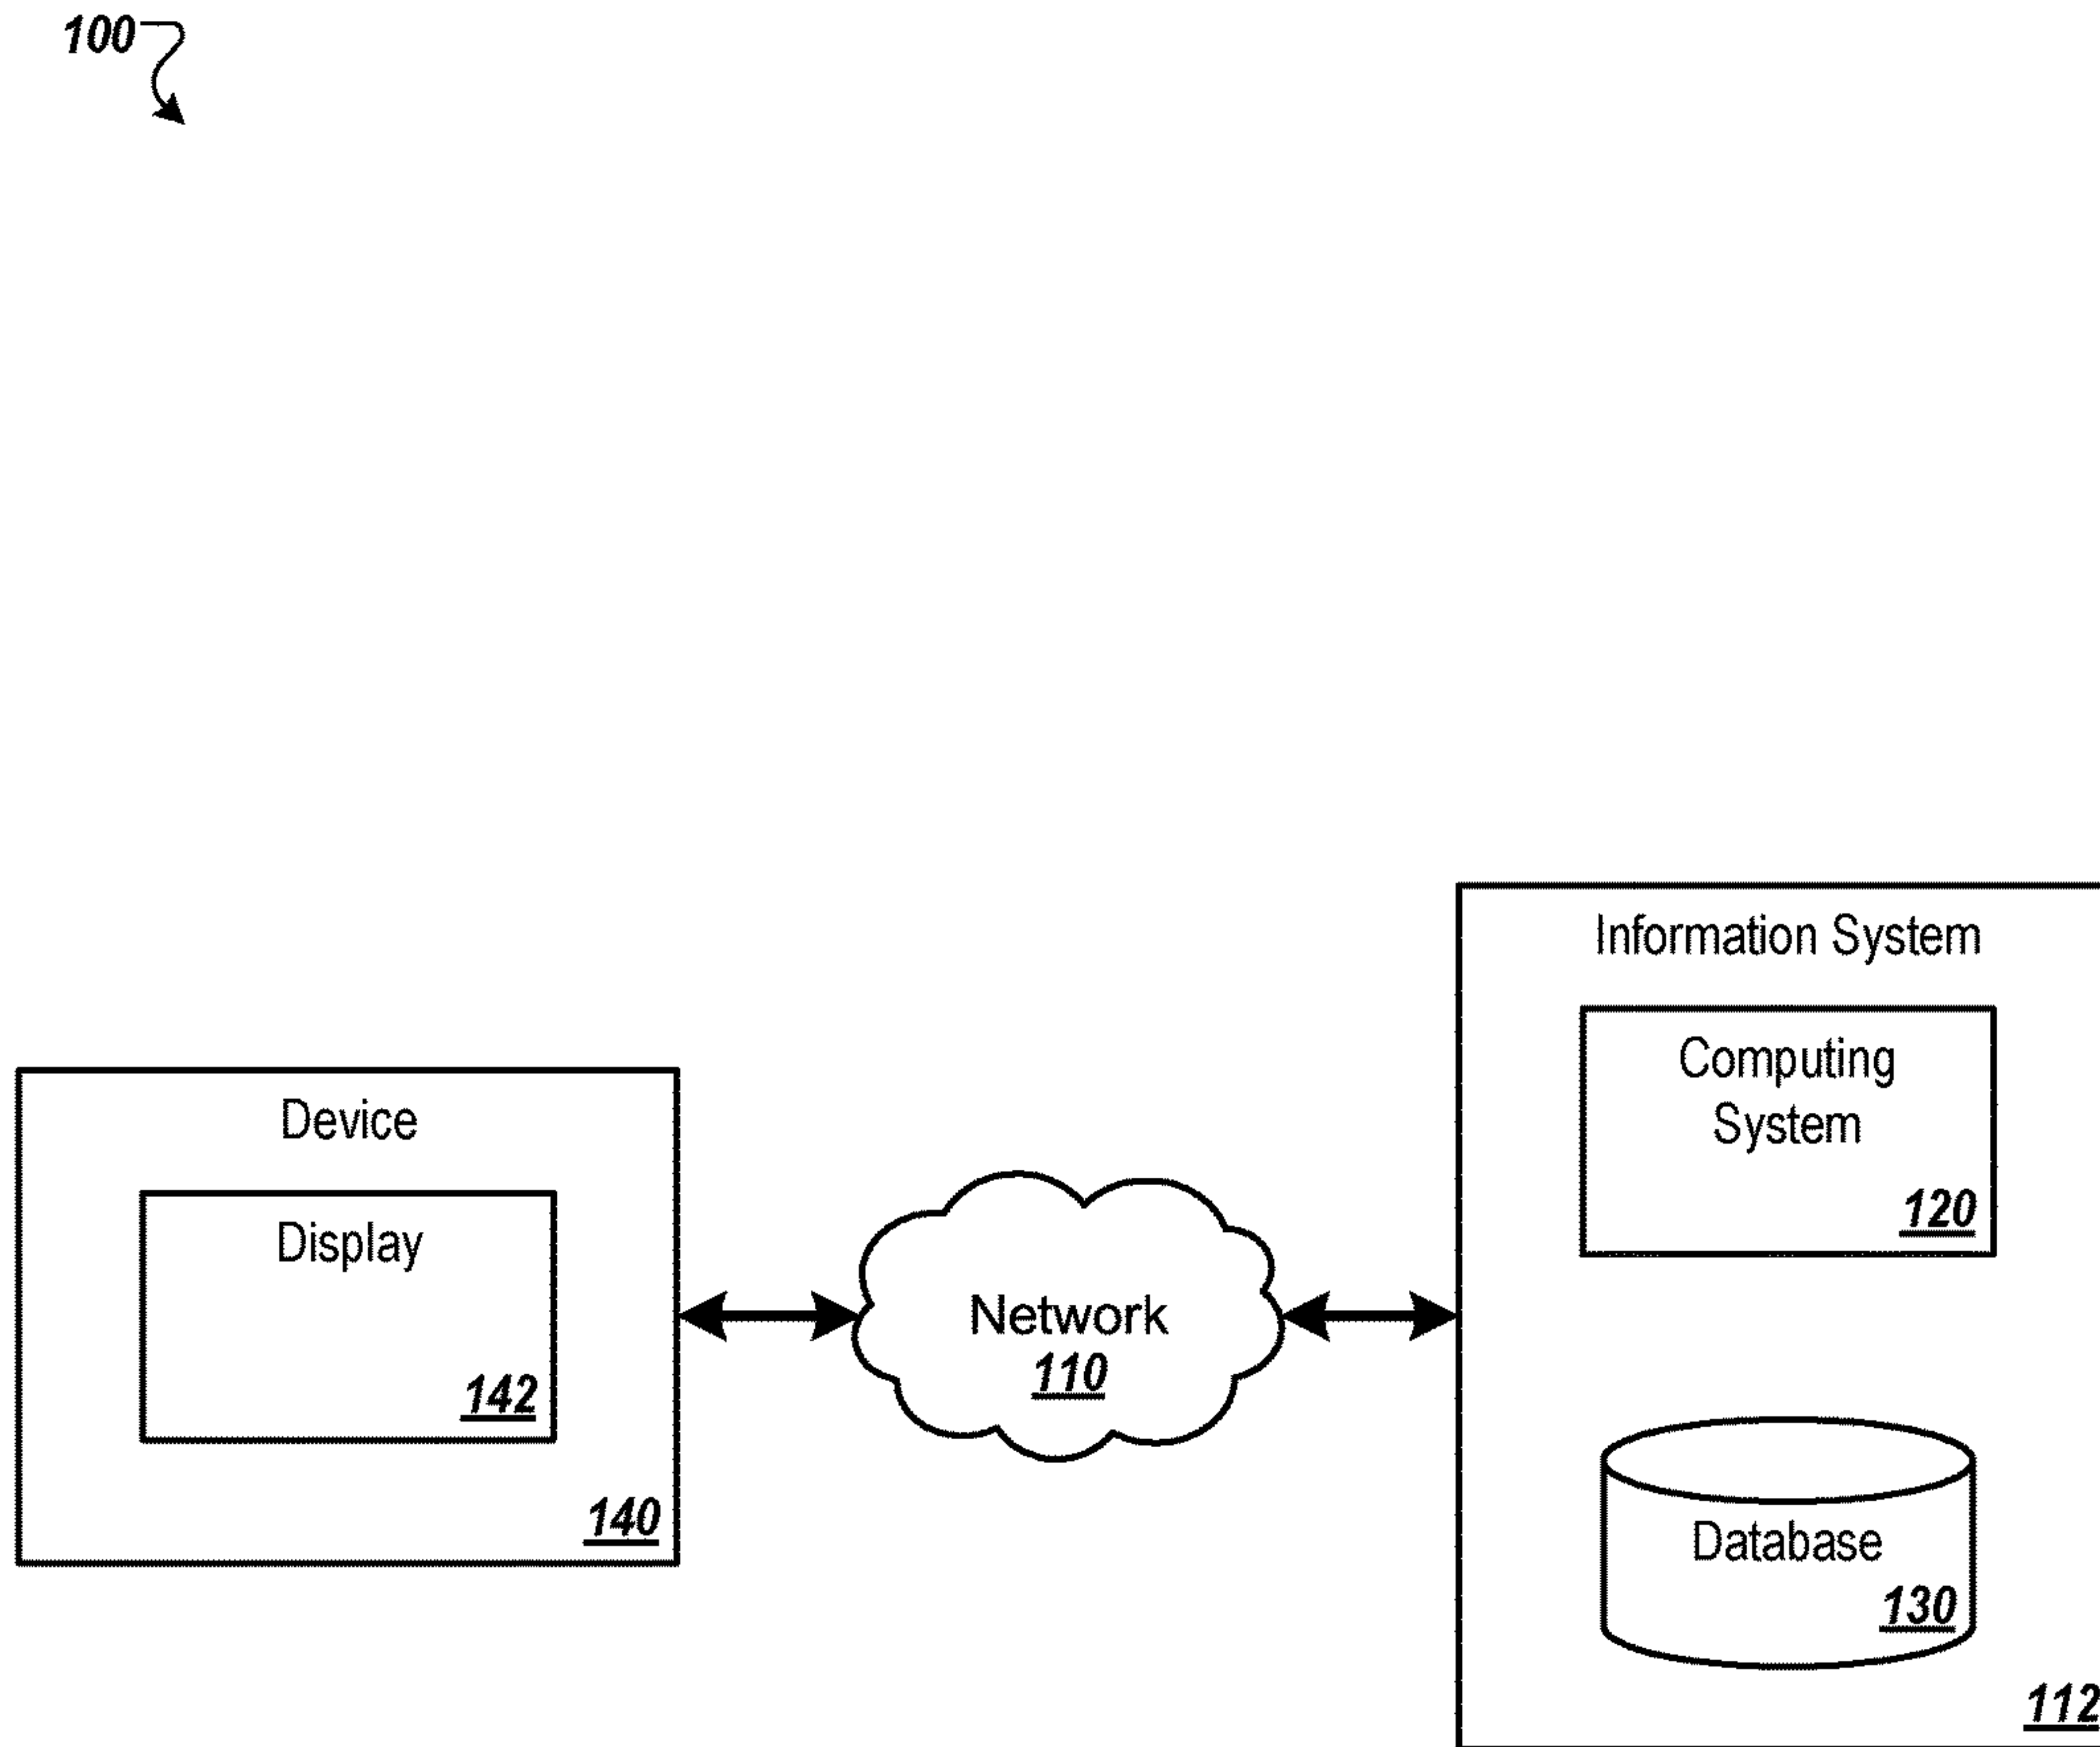 100
Information System
Computing
System
120
Device
Display
142
140
Network
110
Database
130
112